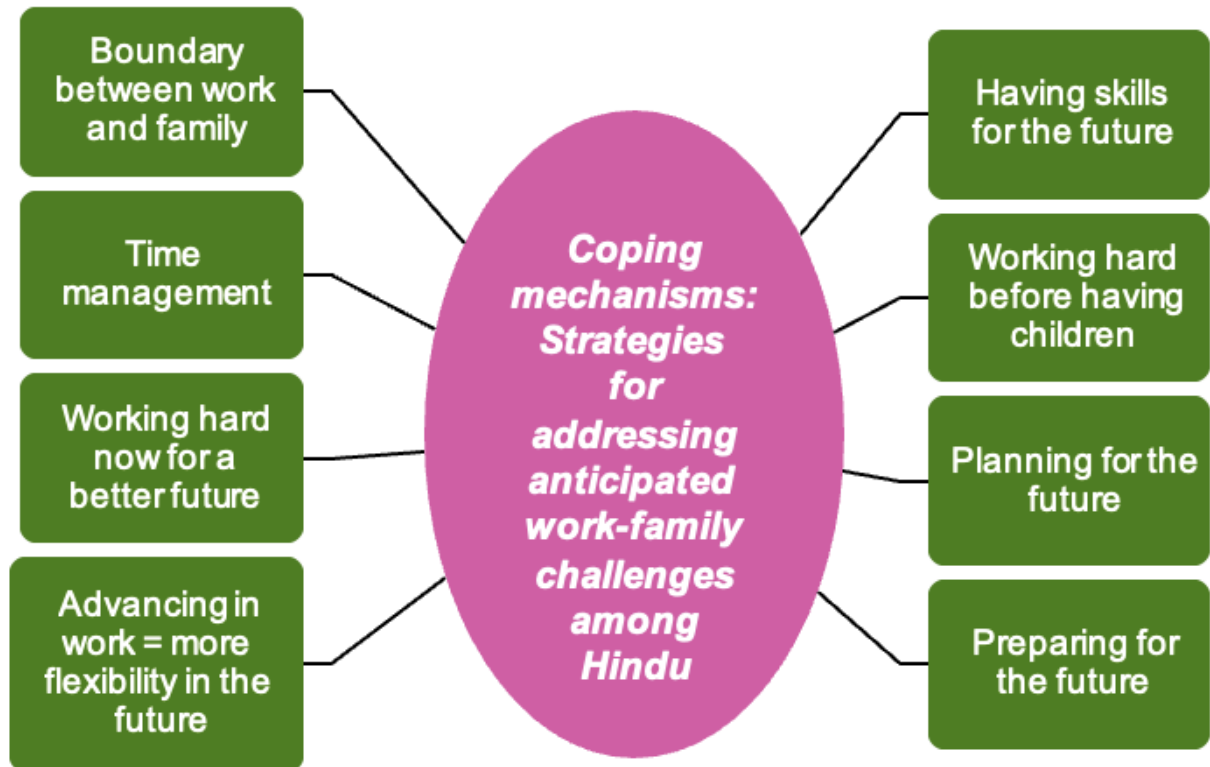 Boundary
between work
and family
Time
management
Working hard
now for a
better future
Advancing in
work = more
flexibility in the
future
Coping
mechanisms:
Strategies
for
addressing
anticipated
work-family
challenges
among
Hindu
Having skills
for the future
Working hard
before having
children
Planning for the
future
Preparing for
the future